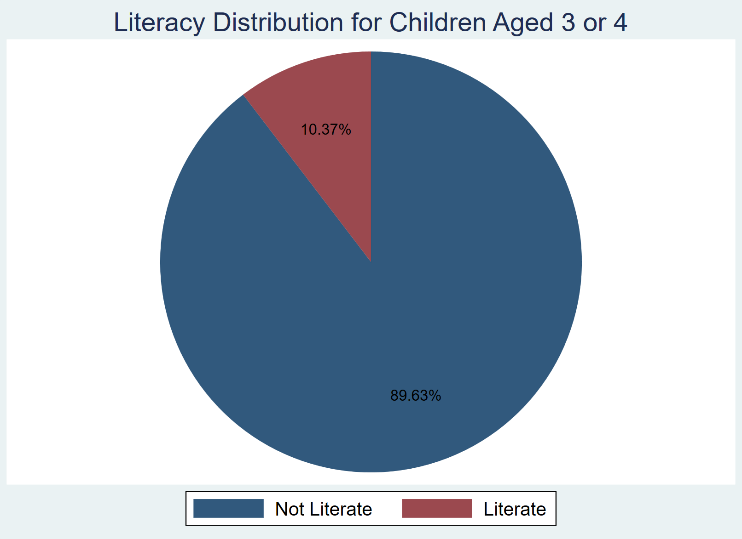 Literacy Distribution for Children Aged 3 or 4
10.37%
89.63%
Not Literate Literate